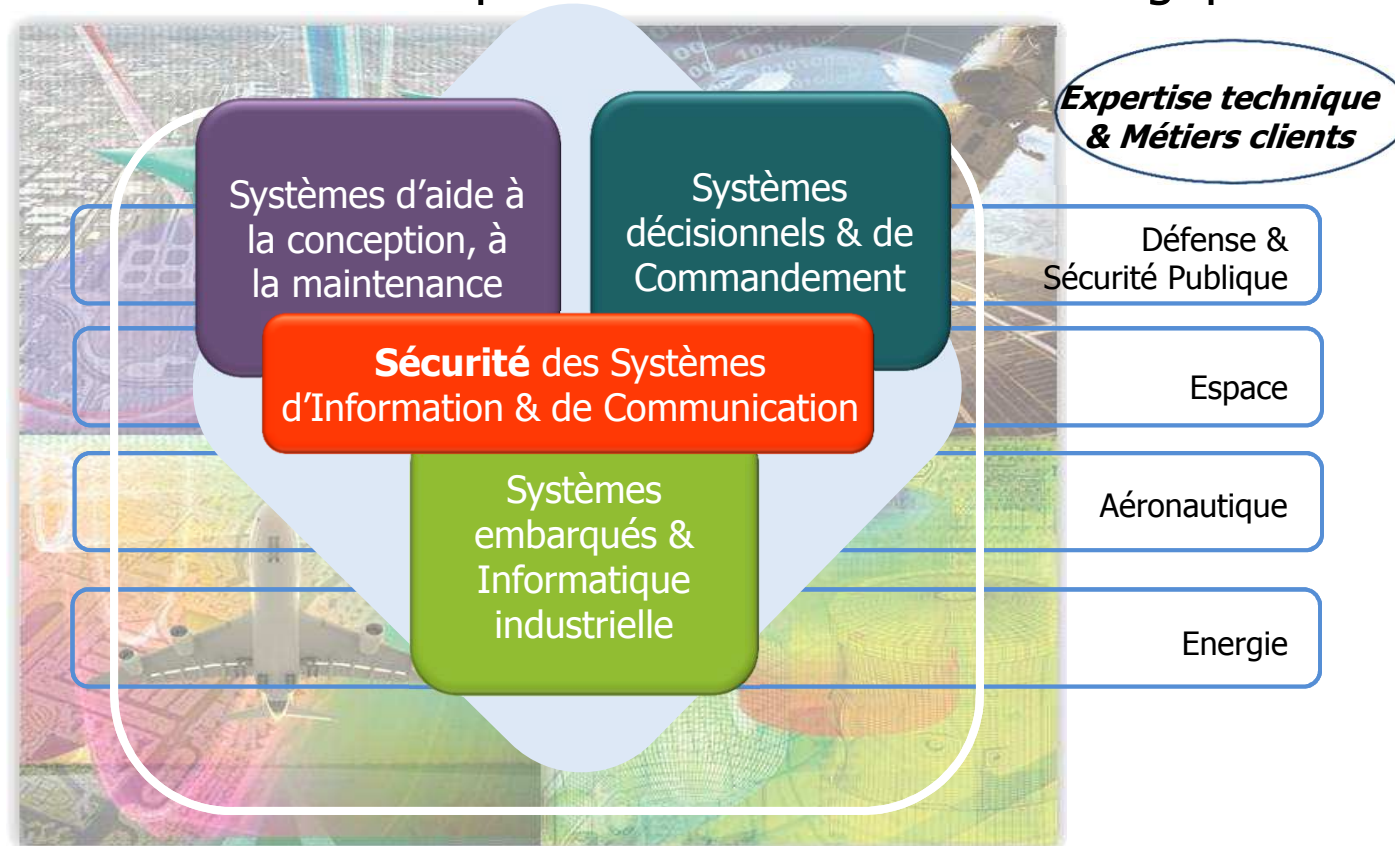 Expertise technique
& Métiers clients
Systèmes d’aide à
la conception, à
la maintenance
Systèmes
décisionnels & de
Commandement
Sécurité des Systèmes
d’Information & de Communication
Systèmes
embarqués &
Informatique
industrielle
Défense &
Sécurité Publique
Espace
Aéronautique
Energie